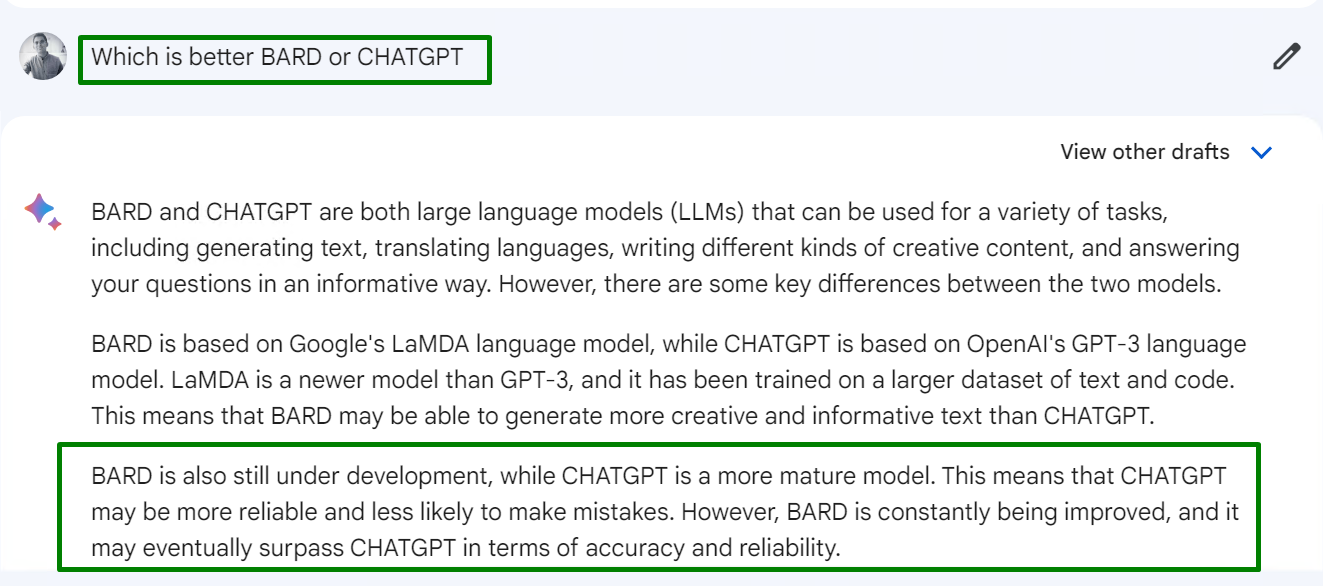 Which is better BARD or CHATGPT
View other drafts
BARD and CHATGPT are both large language models (LLMs) that can be used for a variety of tasks,
including generating text, translating languages, writing different kinds of creative content, and answering
your questions in an informative way. However, there are some key differences between the two models.
BARD is based on Google's LaMDA language model, while CHATGPT is based on OpenAI's GPT-3 language
model. LaMDA is a newer model than GPT-3, and it has been trained on a larger dataset of text and code.
This means that BARD may be able to generate more creative and informative text than CHATGPT.
BARD is also still under development, while CHATGPT is a more mature model. This means that CHATGPT
may be more reliable and less likely to make mistakes. However, BARD is constantly being improved, and it
may eventually surpass CHATGPT in terms of accuracy and reliability.